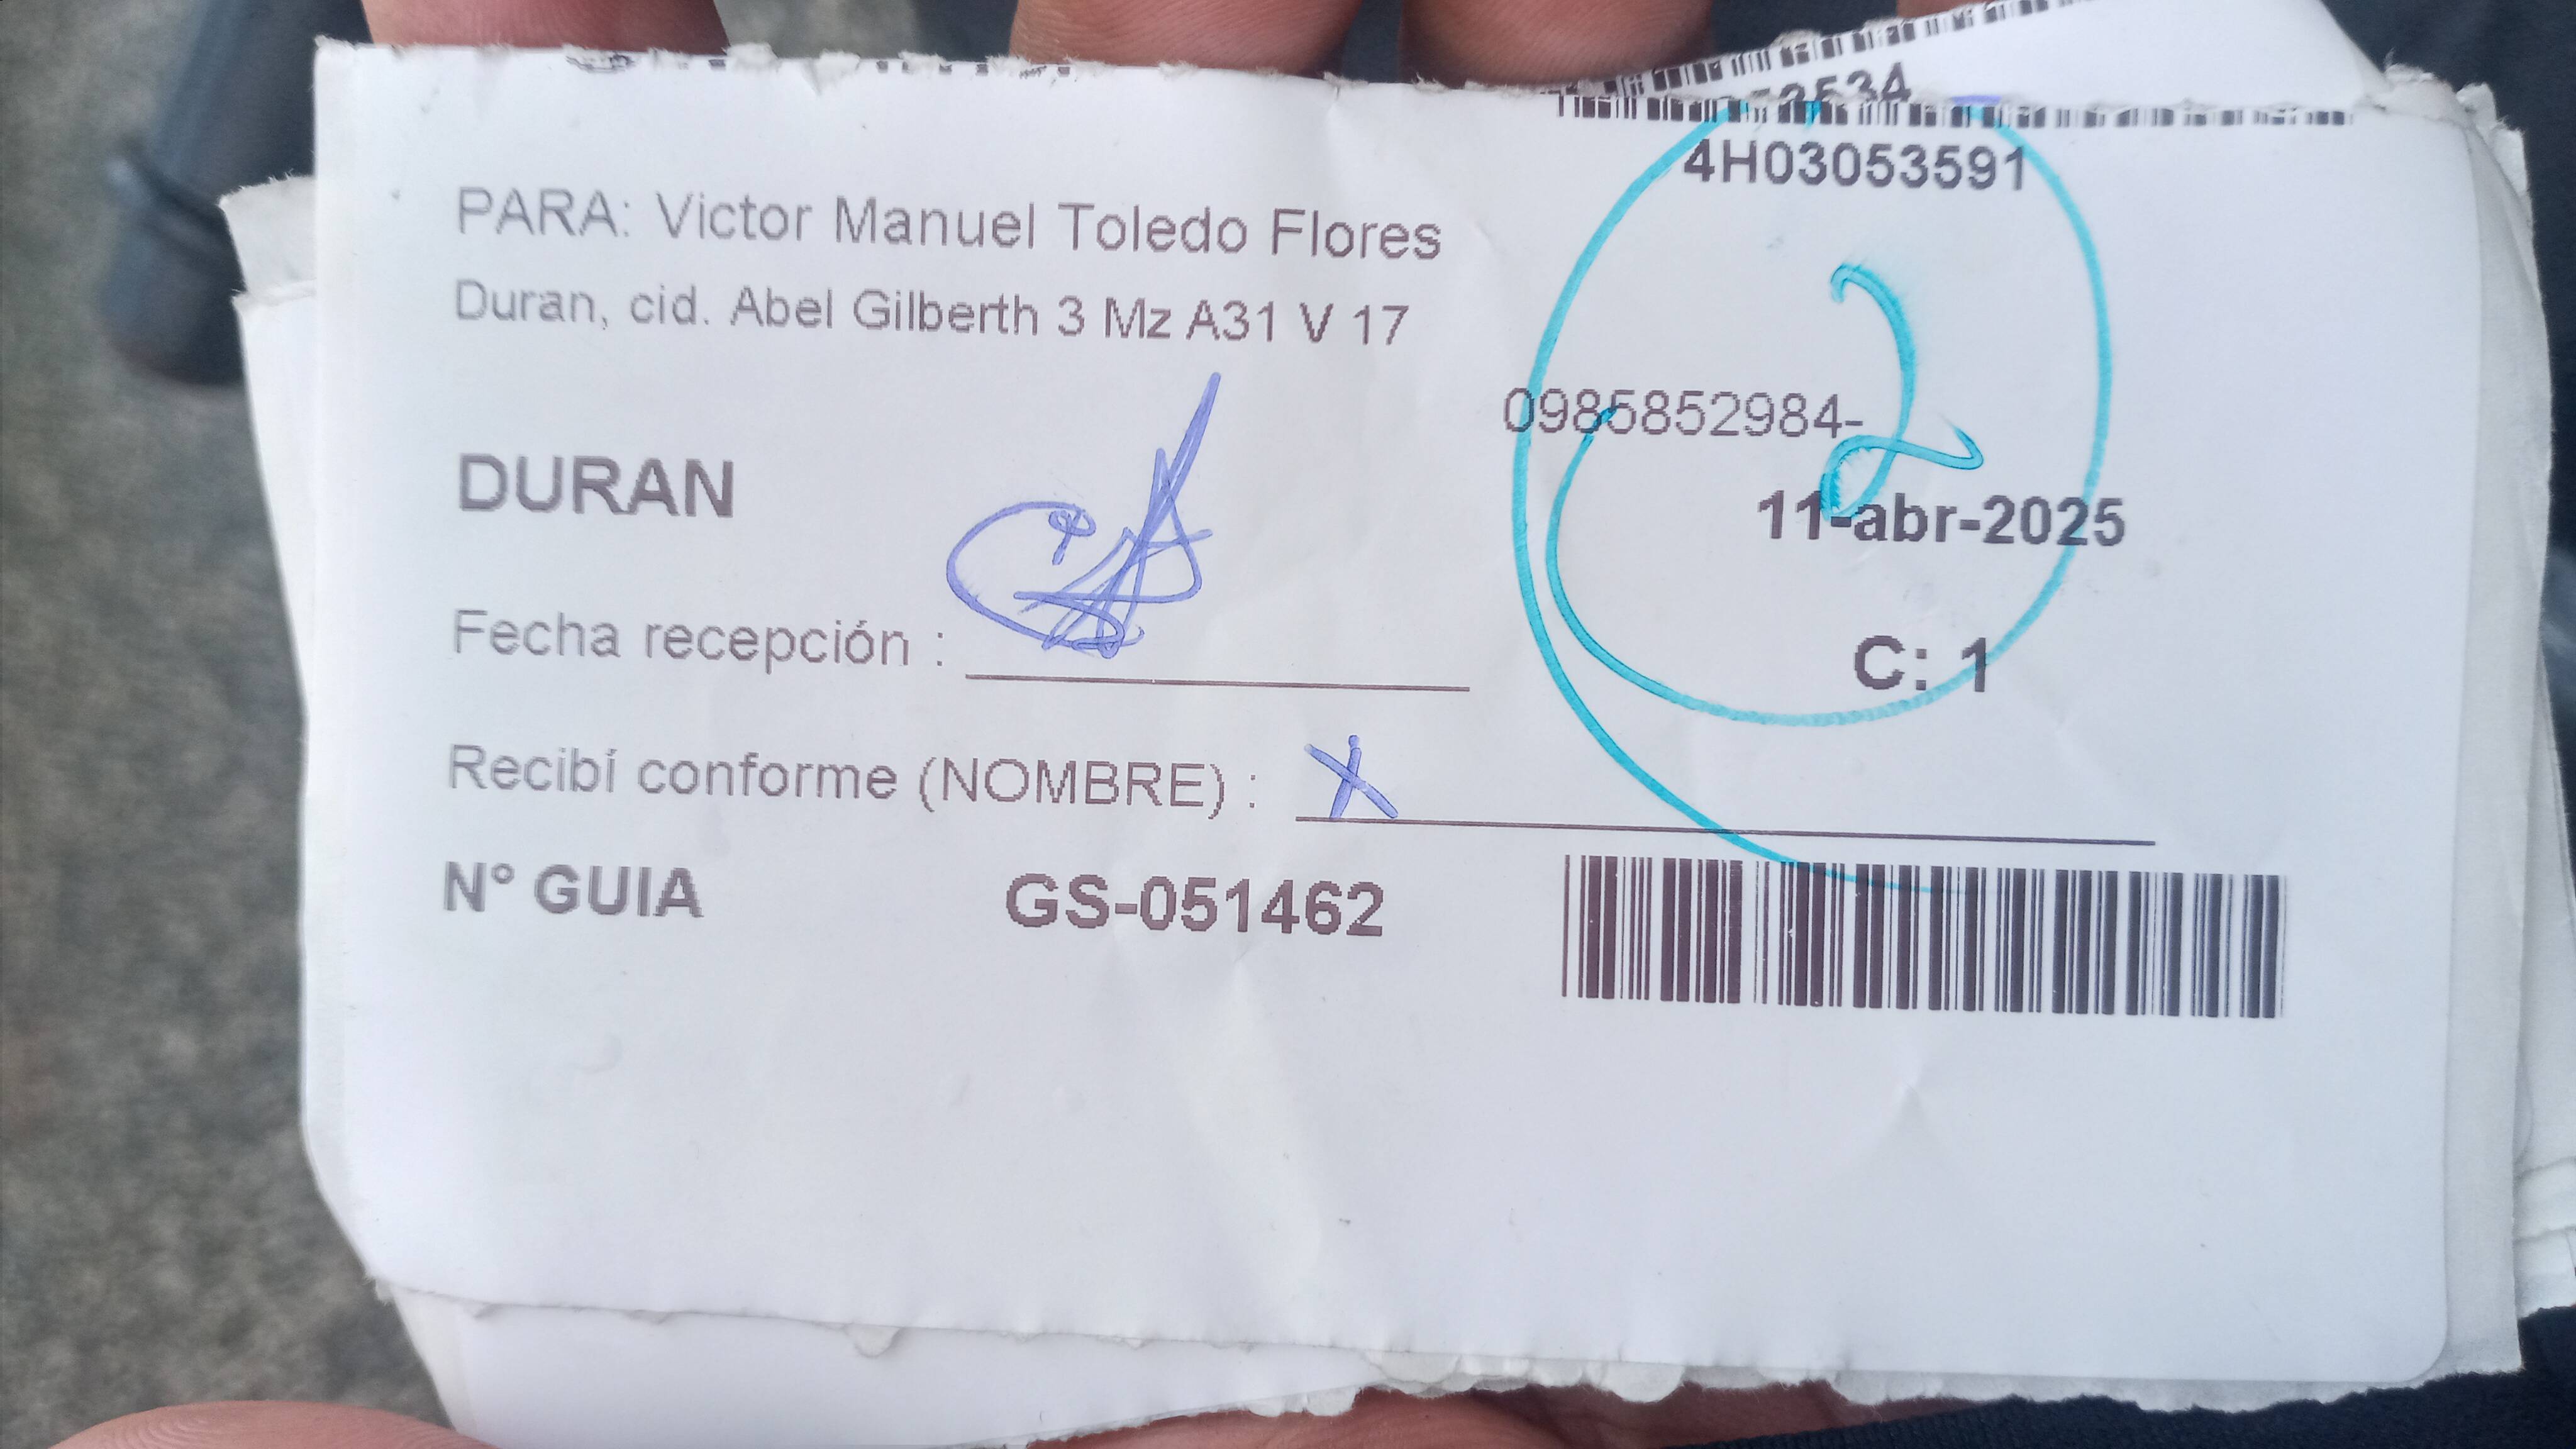 4H03053591
PARA: Victor Manuel Toledo Flores
Duran, cid. Abel Gilberth 3 Mz A31 V 17
2
0985852984-
DURAN
11-abr-2025
Fecha recepción :
C: 1
Recibí conforme (NOMBRE) : X
N° GUIA GS-051462